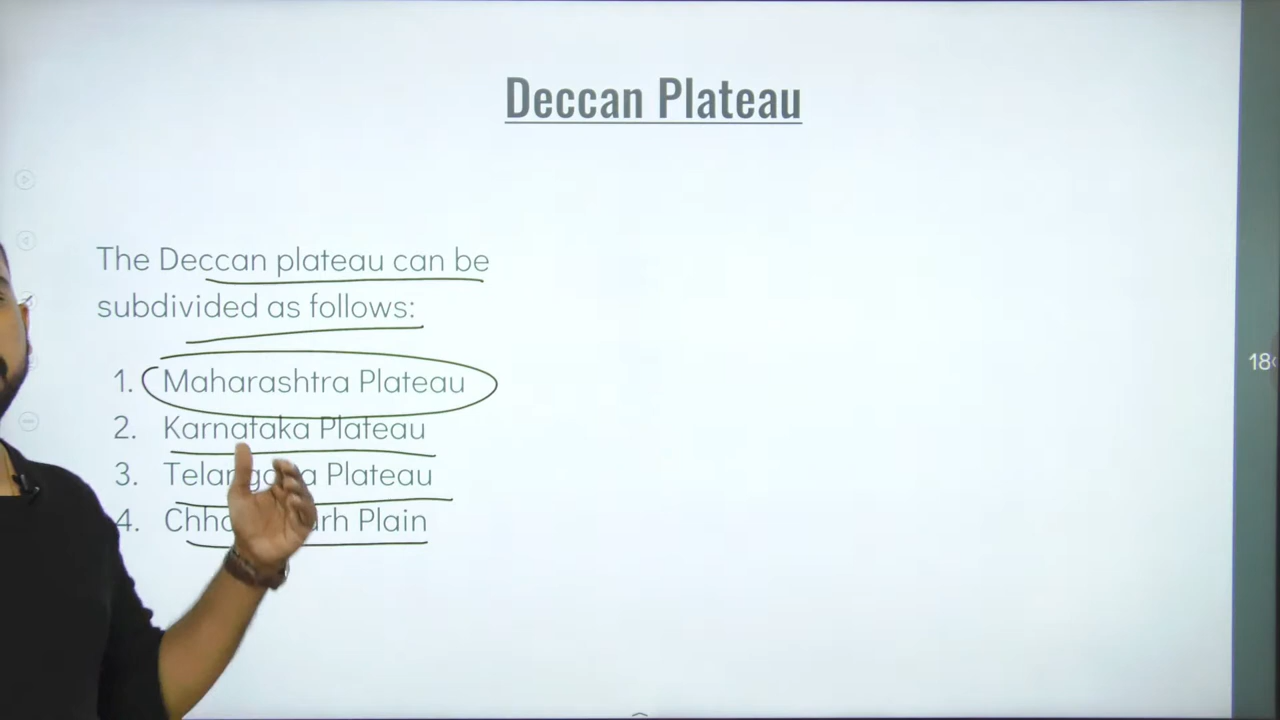 Deccan Plateau
The Deccan plateau can be
subdivided as follows:
1. Maharashtra Plateau
2. Karnataka Plateau
3. Plateau
4. Plain
18